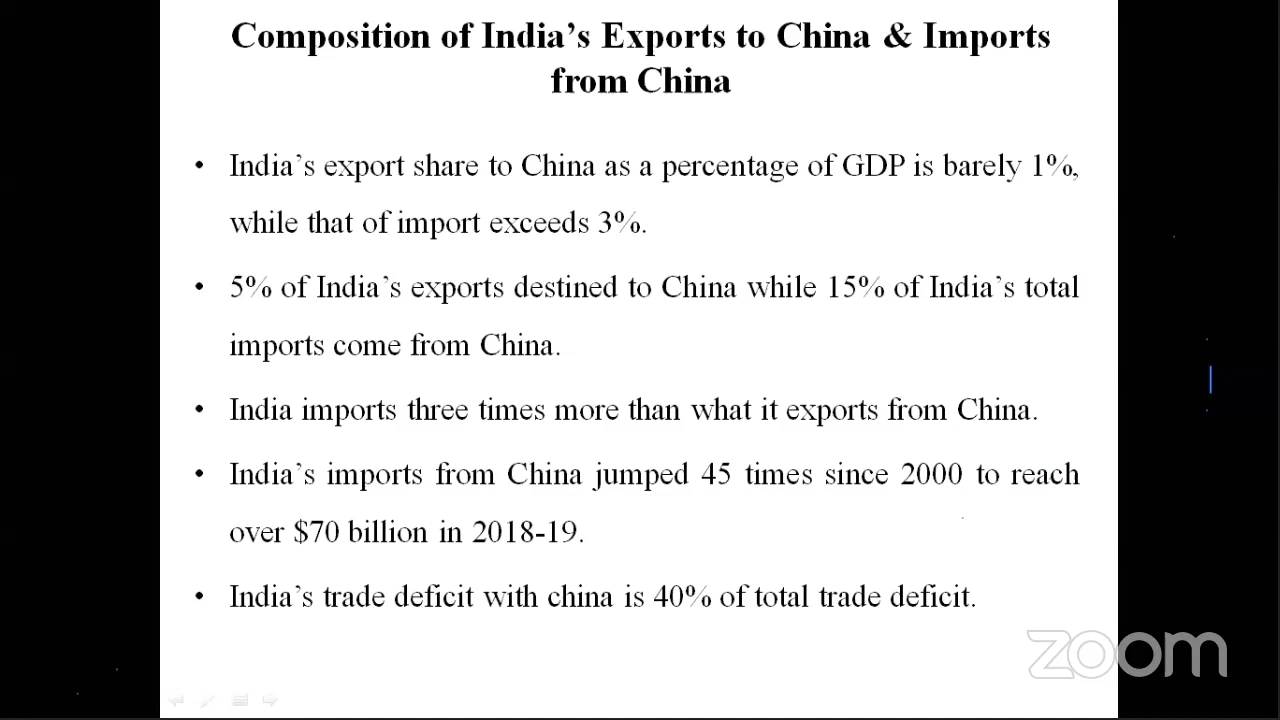 Composition of India’s Exports to China & Imports
from China
• India’s export share to China as a percentage of GDP is barely 1%,
while that of import exceeds 3%.
• 5% of India’s exports destined to China while 15% of India’s total
imports come from China.
• India imports three times more than what it exports from China.
• India’s imports from China jumped 45 times since 2000 to reach
over $70 billion in 2018-19.
• India’s trade deficit with china is 40% of total trade deficit.
zoom